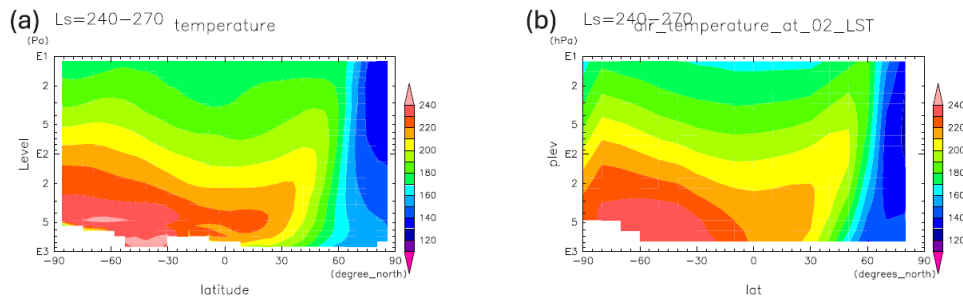 (a) Ls=240−270 temperature
(Pa)
Level
E1
2
5
E2
2
5
E3
−90 −60 −30 0 30 60 90
(degree_north)
latitude
240
220
200
180
160
140
120
(b) Ls=240−270 air_temperature_at_02_LST
(hPa)
plev
E1
2
5
E2
2
5
E3
−90 −60 −30 0 30 60 90
(degrees_north)
lat
240
220
200
180
160
140
120